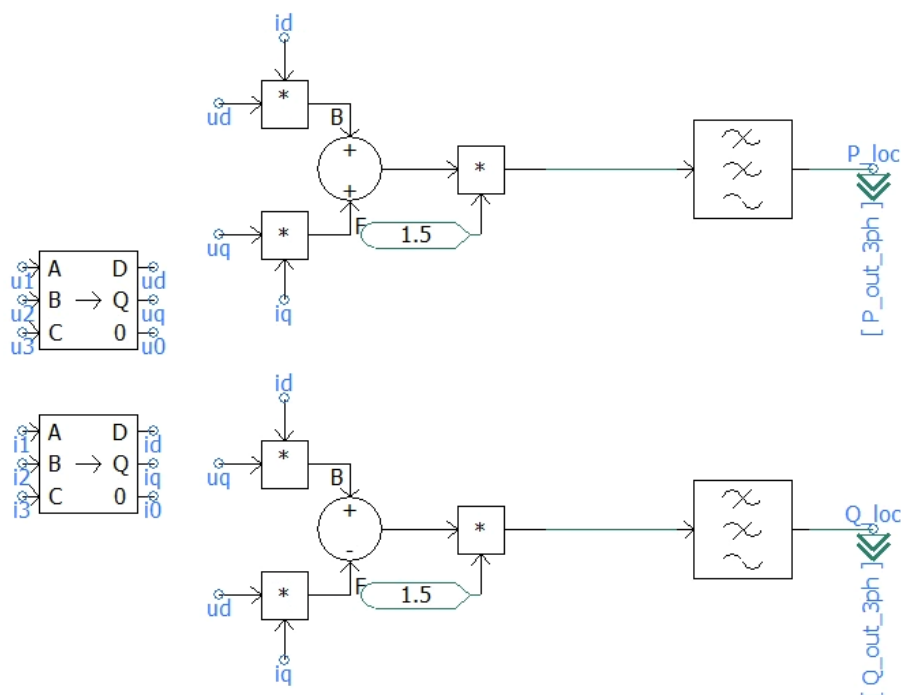 id
*
ud
B
+
+
*
P_loc
[ P_out_3ph ]
F
1.5
uq
*
iq
u1 A D ud
u2 B Q uq
u3 C 0 u0
id
i1 A D id
i2 B Q iq
i3 C 0 i0
*
uq
B
+
-
*
Q_loc
[ Q_out_3ph ]
F
1.5
ud
*
iq